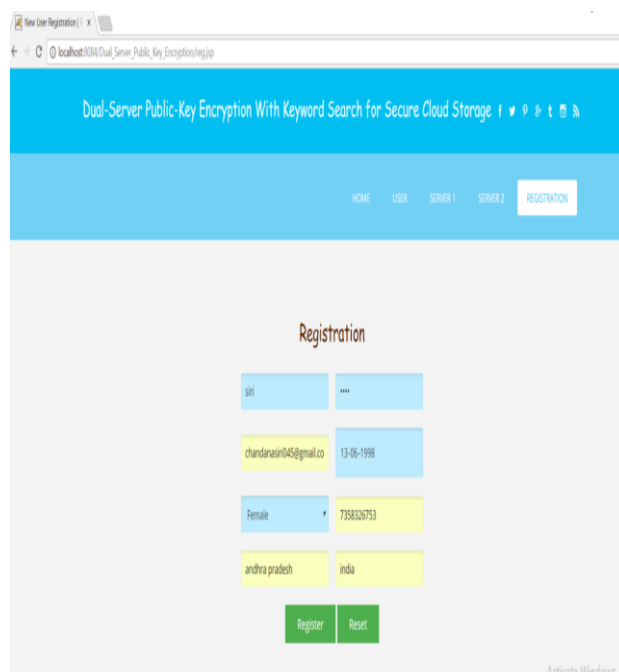 New User Registration |
localhost:8084/Dual_Server_Public_Key_Encryption/reg.jsp
Dual-Server Public-Key Encryption With Keyword Search for Secure Cloud Storage
HOME USER SERVER 1 SERVER 2 REGISTRATION
Registration
siri ••••
chandanasiri045@gmail.co 13-06-1998
Female 7358326753
andhra pradesh india
Register Reset
Activate Windows